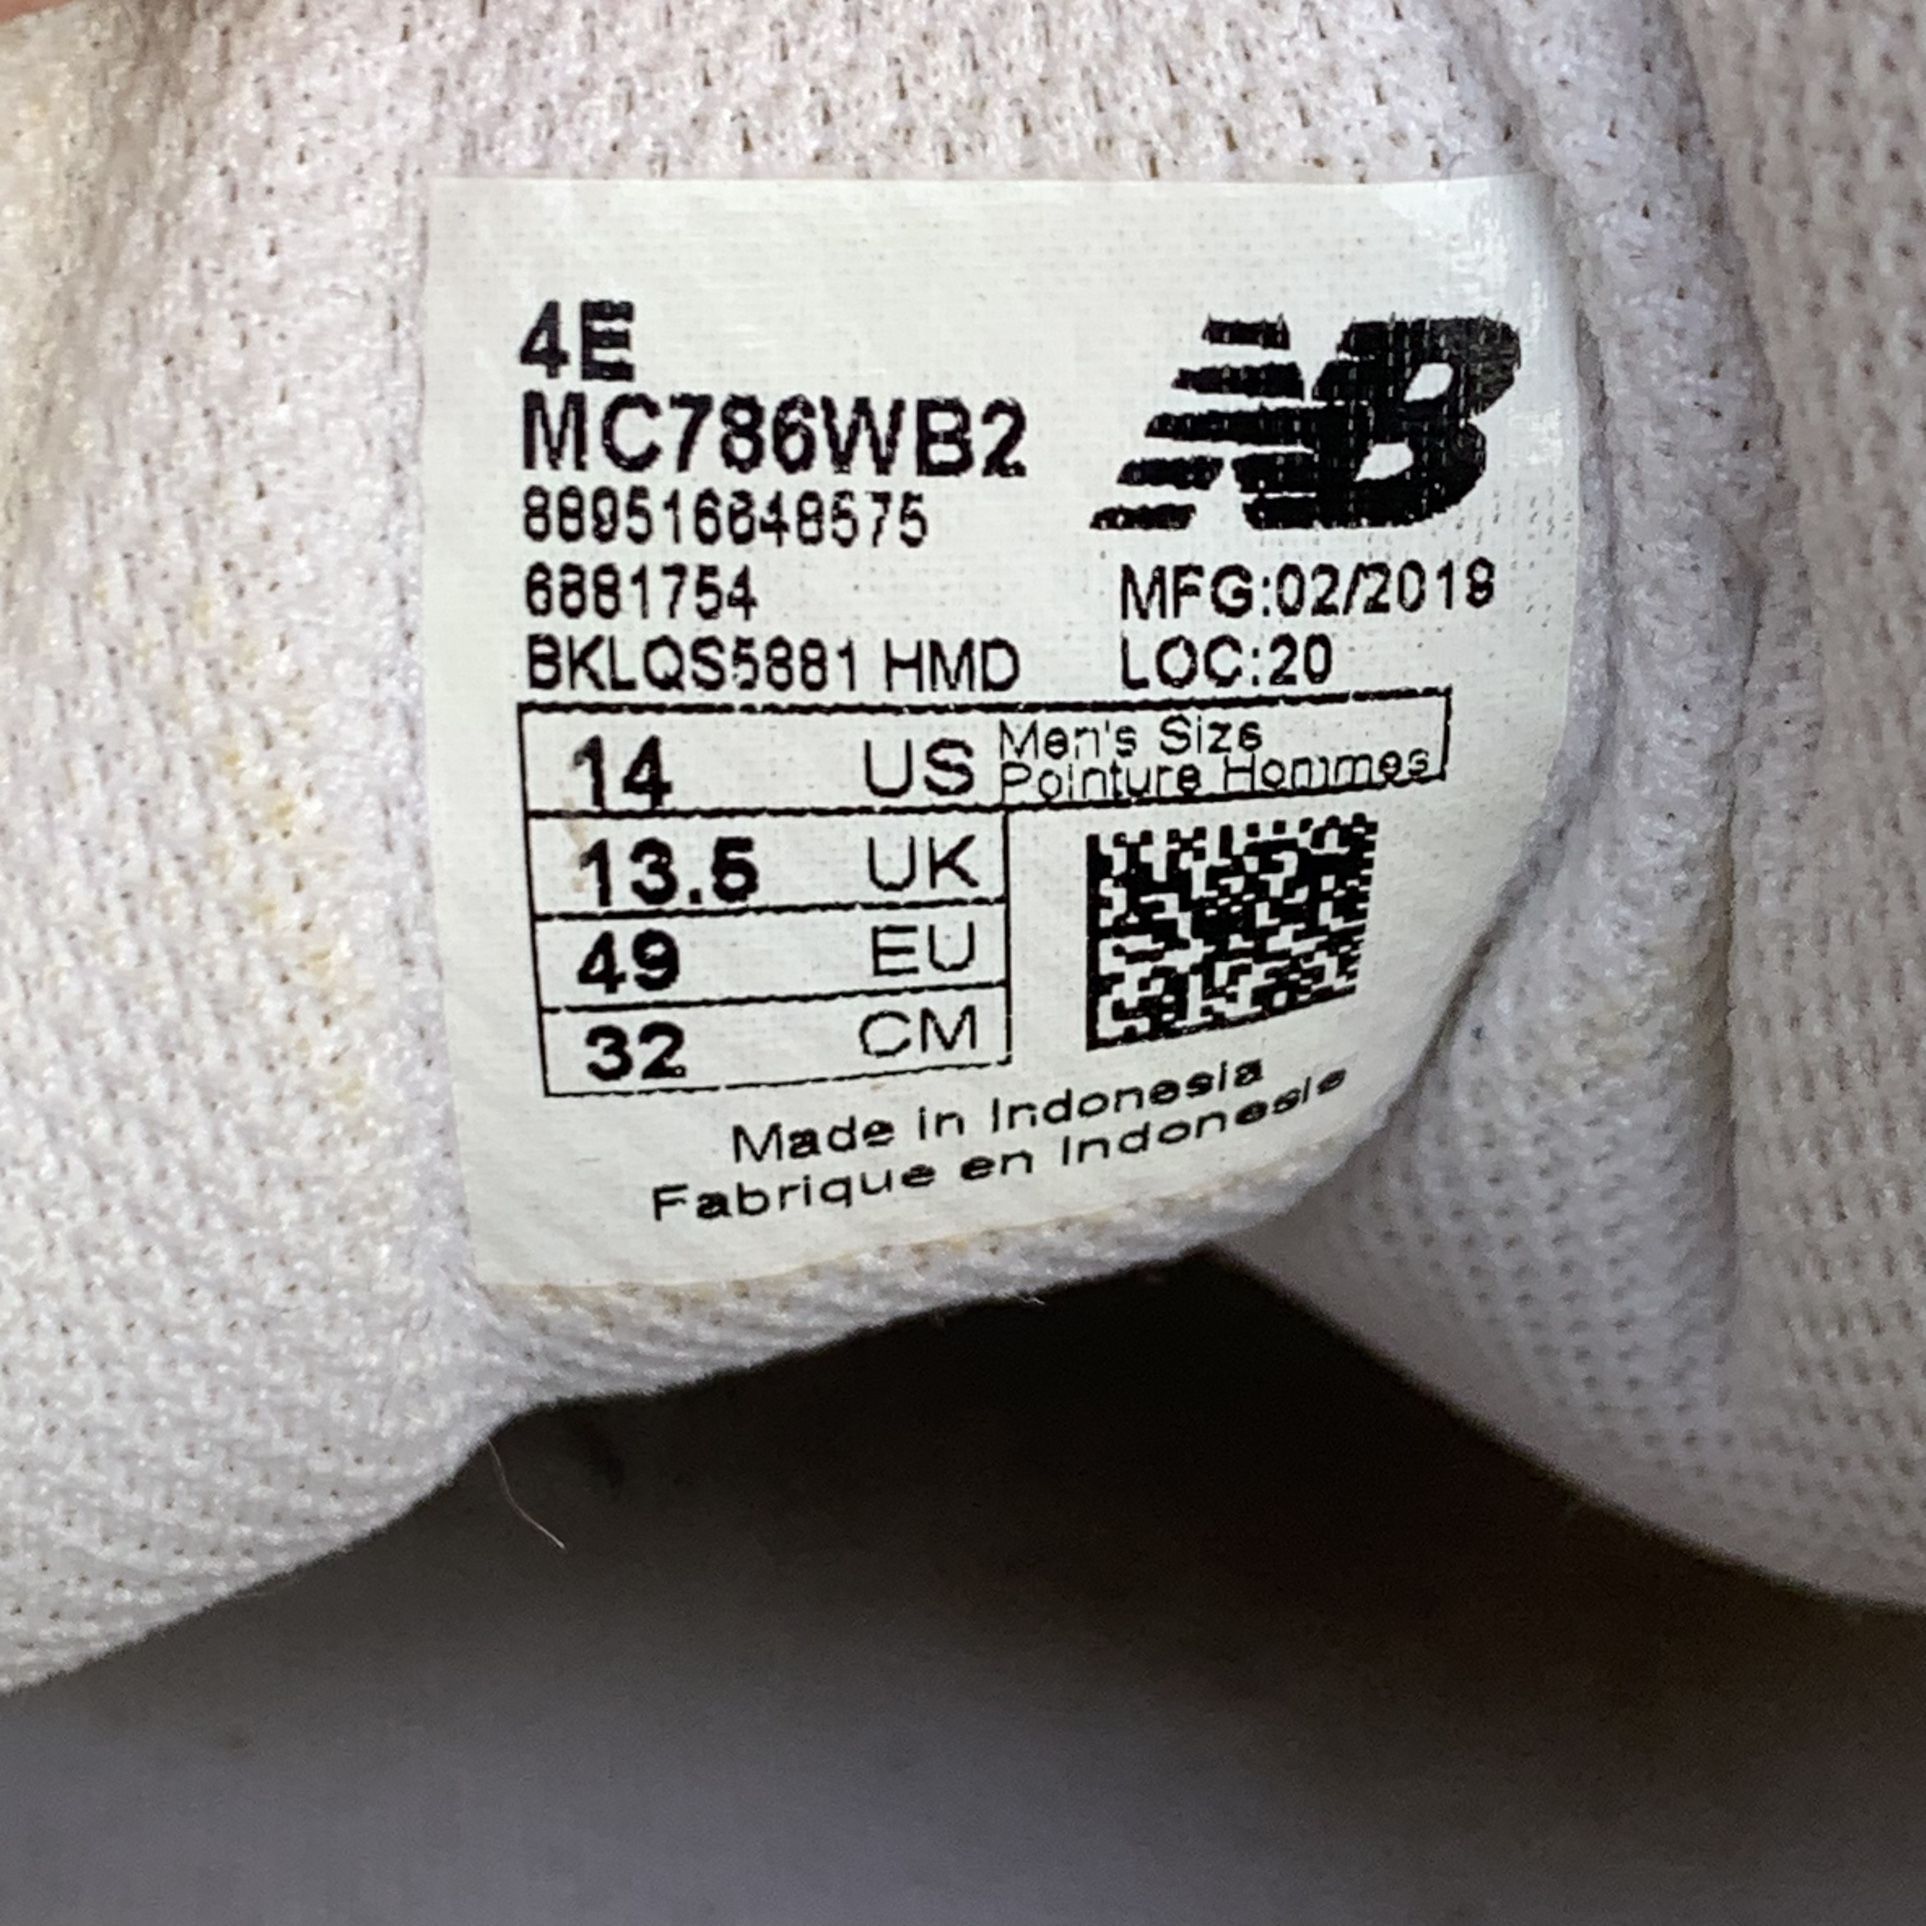 4E
MC786WB2
NB
889516648575
6881754
MFG:02/2018
BKLQS5881 HMD
LOC:20
14 US Men's Size
Pointure Hommes
13.5 UK
49 EU
32 CM
Made in Indonesia
Fabrique en Indonesie